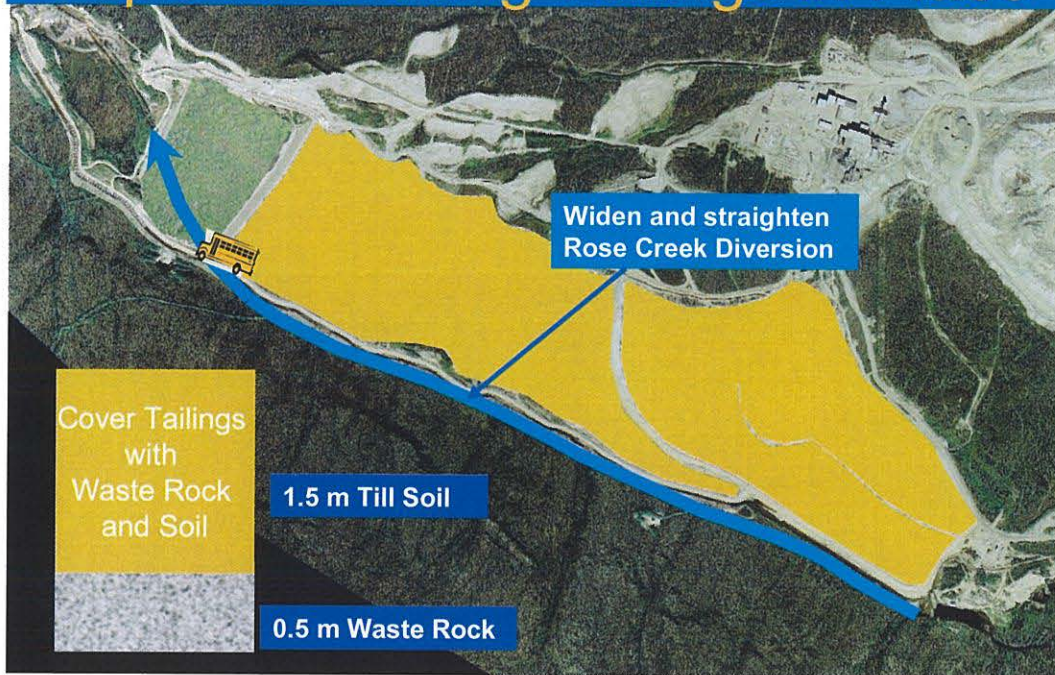 Widen and straighten
Rose Creek Diversion
Cover Tailings
with
Waste Rock
and Soil
1.5 m Till Soil
0.5 m Waste Rock